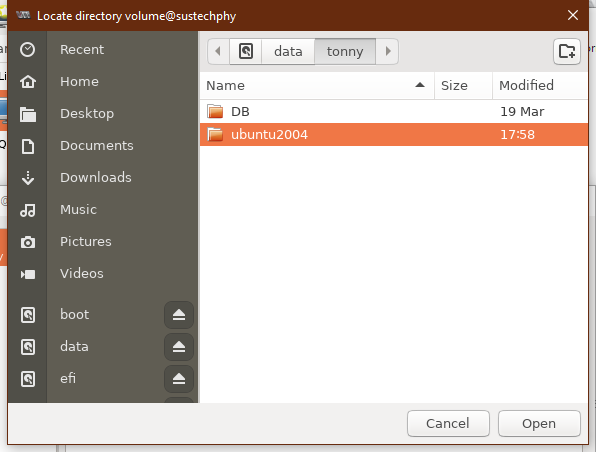 Locate directory volume@sustechphy
Recent
Home
Desktop
Documents
Downloads
Music
Pictures
Videos
boot
data
efi
data tonny
Name Size Modified
DB 19 Mar
ubuntu2004 17:58
Cancel Open